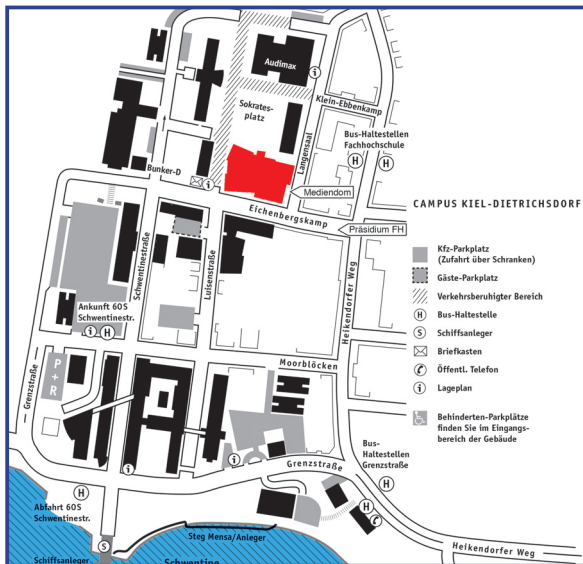 Audimax
i
Klein-Ebbenkamp
Sokrates-
platz
Langensaal
Bus-Haltestellen
Fachhochschule
H
H
Bunker-D
i
Mediendom
Eichenbergskamp
Präsidium FH
CAMPUS KIEL-DIETRICHSDORF
Kfz-Parkplatz
(Zufahrt über Schranken)
Gäste-Parkplatz
Verkehrsberuhigter Bereich
H
Bus-Haltestelle
S
Schiffsanleger
Briefkasten
Öffentl. Telefon
i
Lageplan
Behinderten-Parkplätze
finden Sie im Eingangs-
bereich der Gebäude
Schwentinestraße
Luisenstraße
Heikendorfer Weg
Ankunft 60S
Schwentinestr.
i
H
Moorblöcken
P + R
Grenzstraße
i
i
Grenzstraße
Bus-
Haltestellen
Grenzstraße
H
H
H
Abfahrt 60S
Schwentinestr.
S
Steg Mensa/Anleger
Heikendorfer Weg
Schiffsanleger
Schwentine